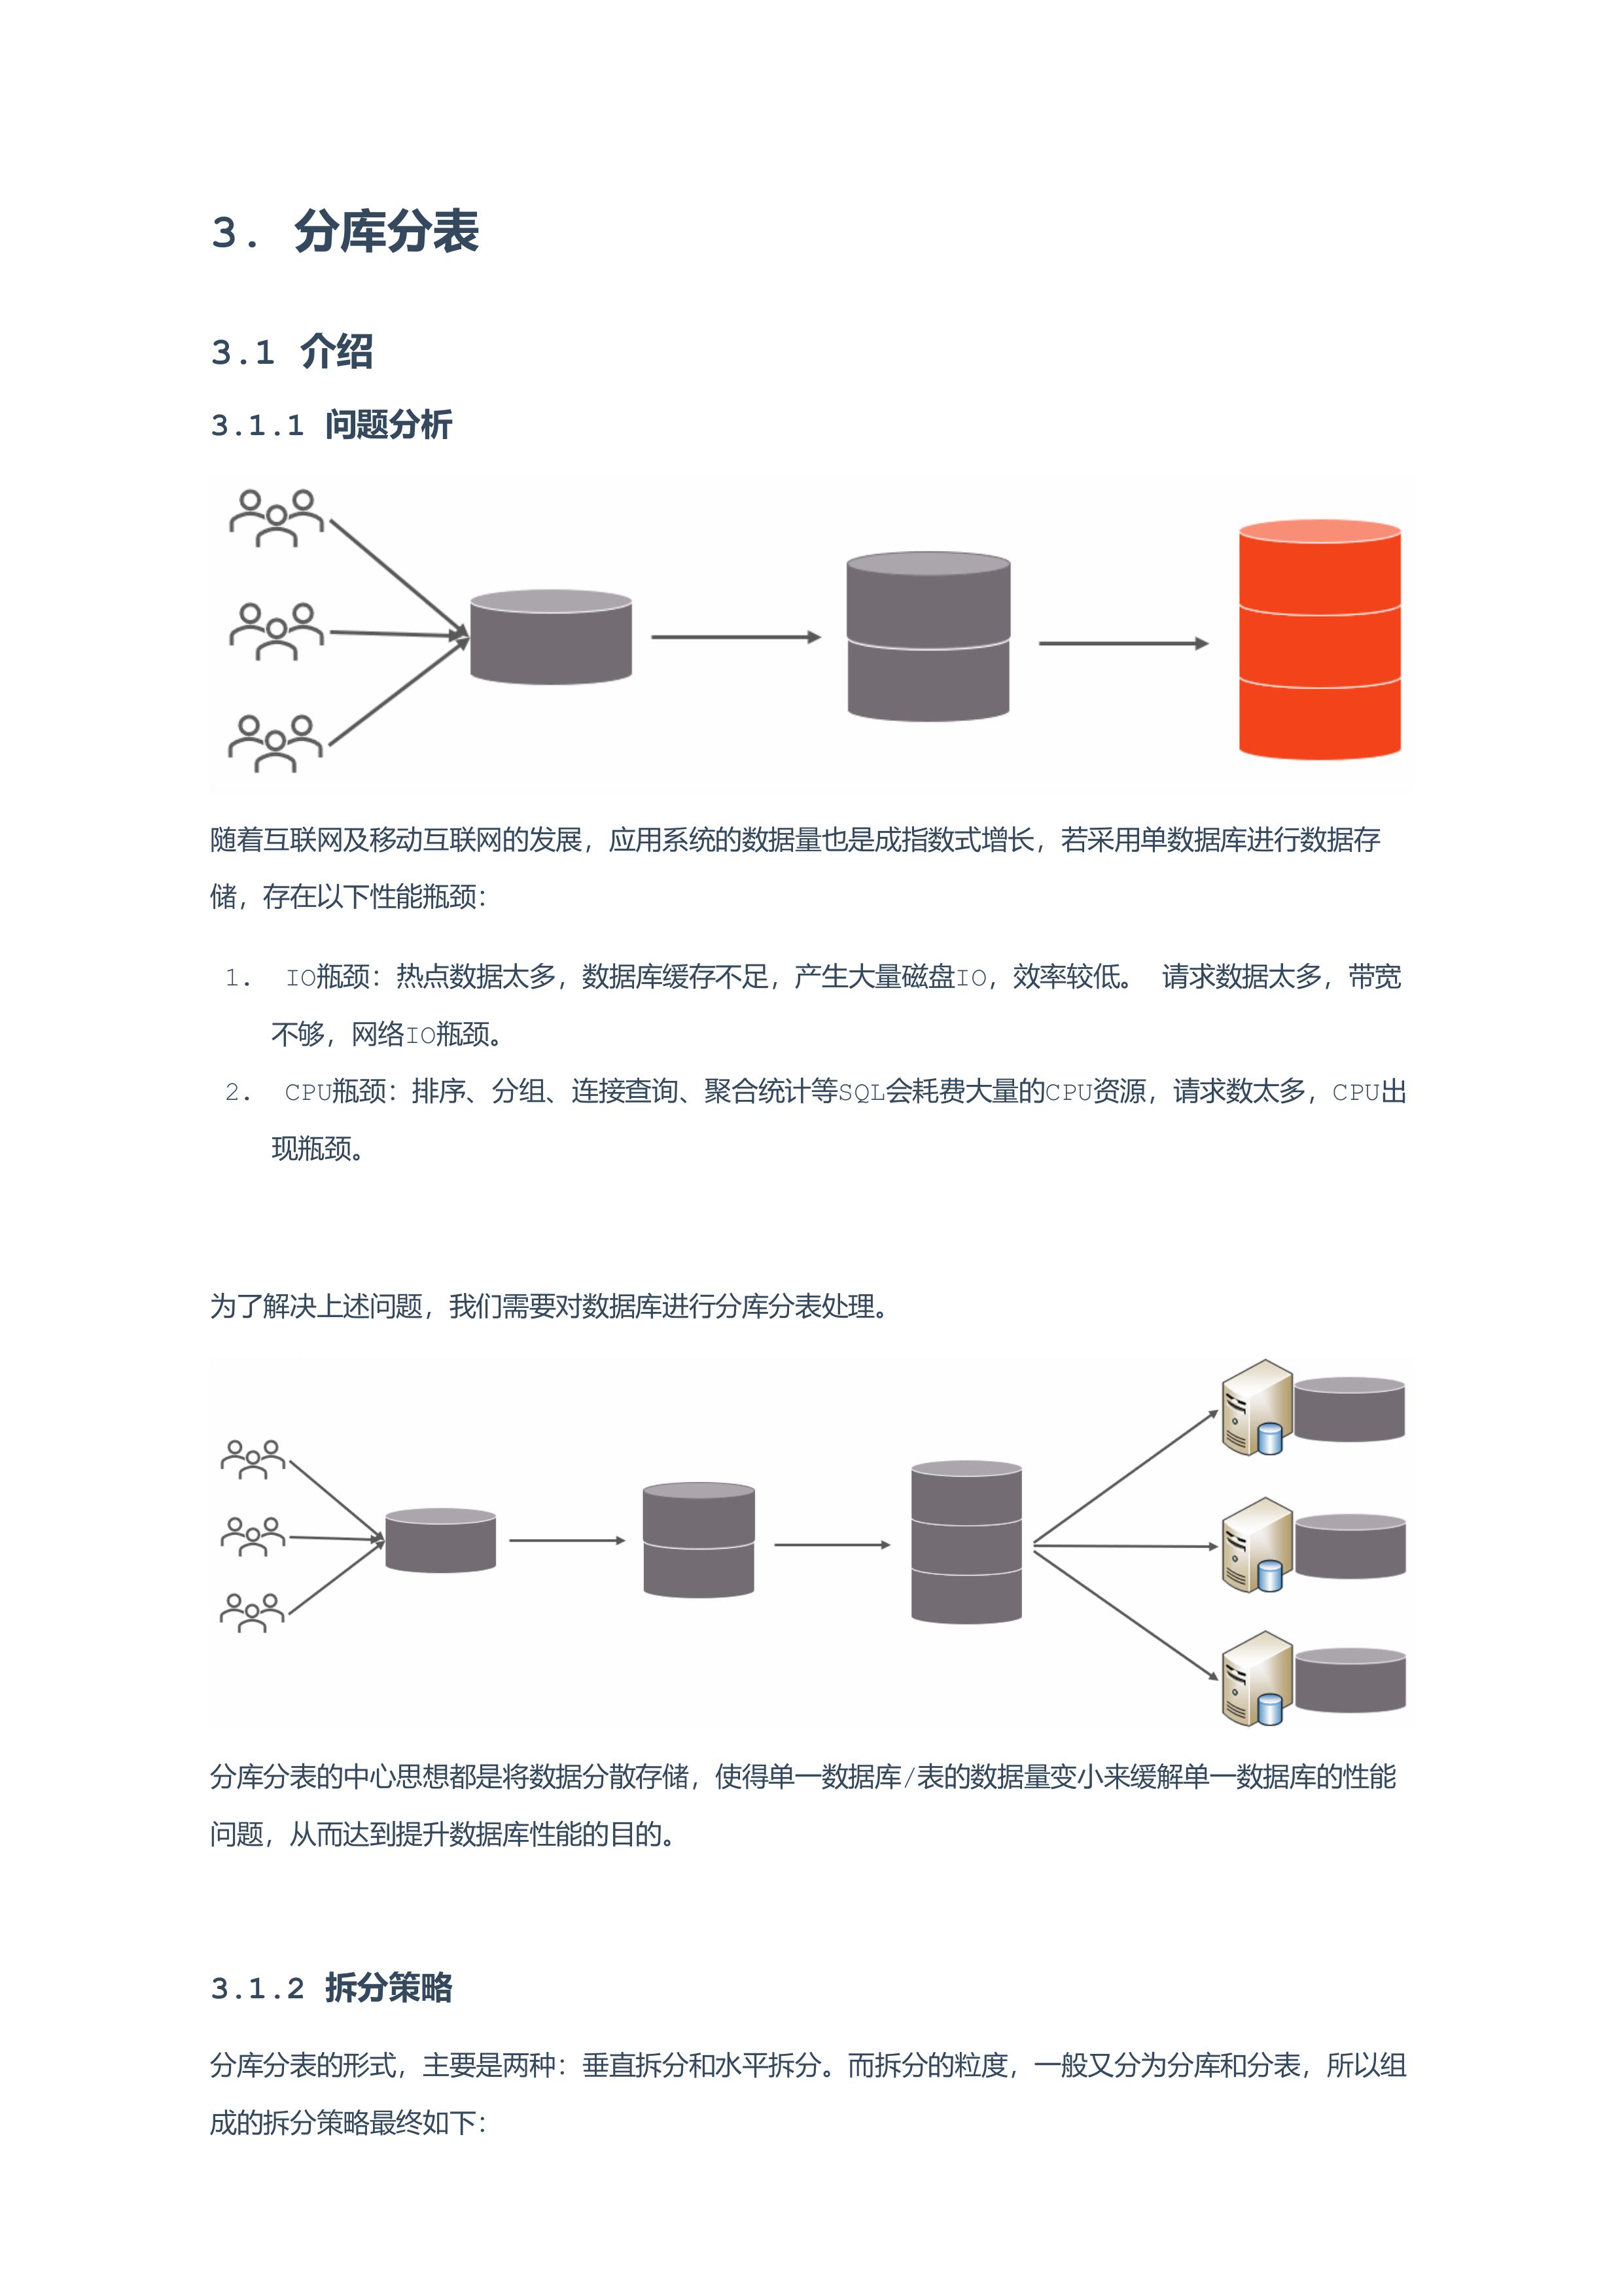 3. 分库分表
3.1 介绍
3.1.1 问题分析
随着互联网及移动互联网的发展，应用系统的数据量也是成指数式增长，若采用单数据库进行数据存
储，存在以下性能瓶颈：
1. IO瓶颈：热点数据太多，数据库缓存不足，产生大量磁盘IO，效率较低。 请求数据太多，带宽
不够，网络IO瓶颈。
2. CPU瓶颈：排序、分组、连接查询、聚合统计等SQL会耗费大量的CPU资源，请求数太多，CPU出
现瓶颈。
为了解决上述问题，我们需要对数据库进行分库分表处理。
分库分表的中心思想都是将数据分散存储，使得单一数据库/表的数据量变小来缓解单一数据库的性能
问题，从而达到提升数据库性能的目的。
3.1.2 拆分策略
分库分表的形式，主要是两种：垂直拆分和水平拆分。而拆分的粒度，一般又分为分库和分表，所以组
成的拆分策略最终如下：